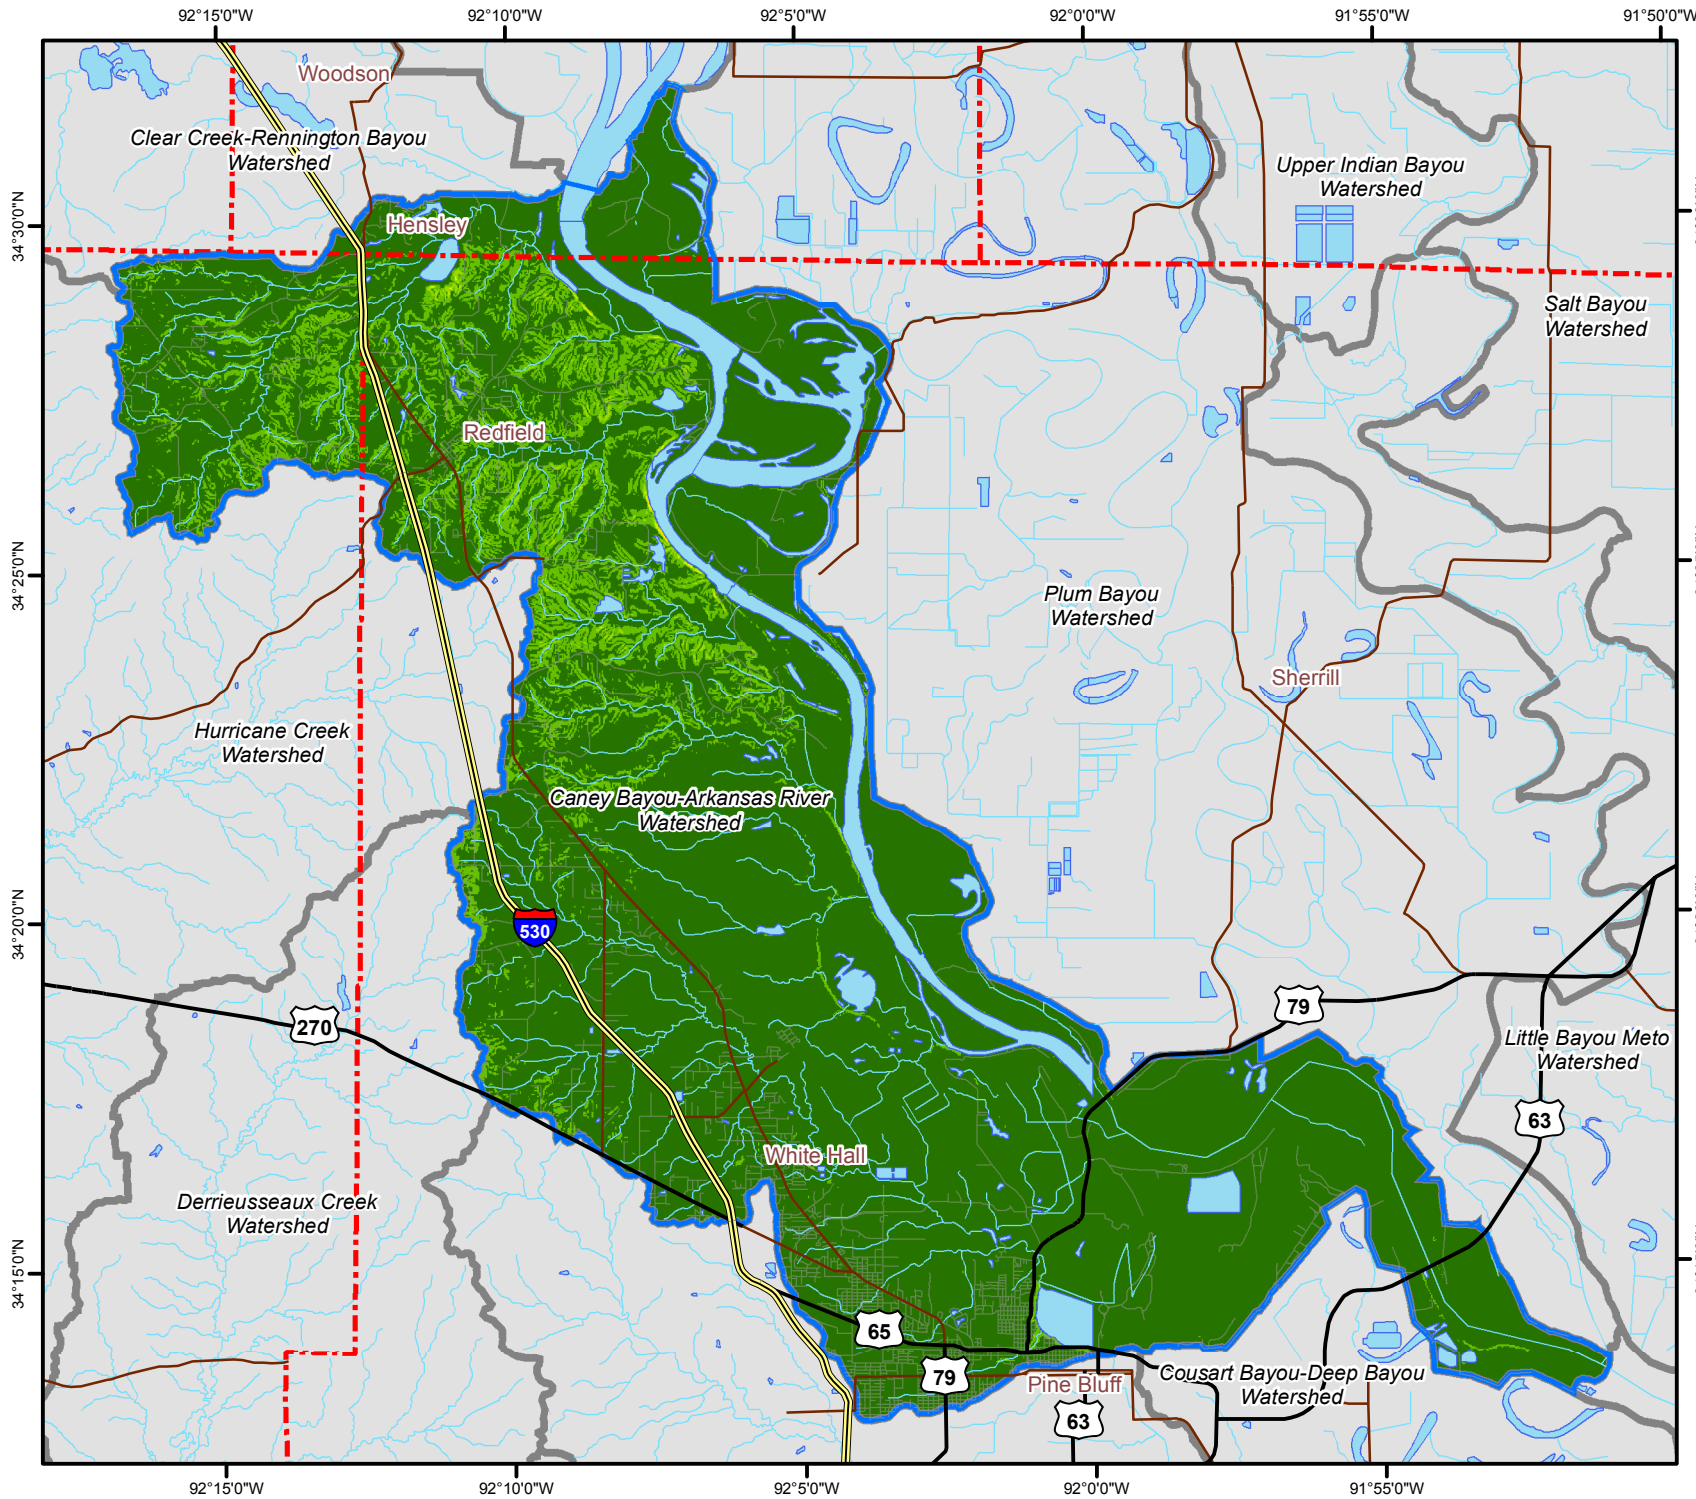 92°15'0"W
92°10'0"W
92°5'0"W
92°0'0"W
91°55'0"W
91°50'0"W
Woodson
Clear Creek-Rennington Bayou
Watershed
Upper Indian Bayou
Watershed
34°30'0"N
Hensley
Salt Bayou
Watershed
Redfield
34°25'0"N
Plum Bayou
Watershed
Sherrill
Hurricane Creek
Watershed
Caney Bayou-Arkansas River
Watershed
34°20'0"N
530
270
79
Little Bayou Meto
Watershed
63
White Hall
Derrieusseaux Creek
Watershed
34°15'0"N
65
79
Pine Bluff
Cousart Bayou-Deep Bayou
Watershed
63
92°15'0"W
92°10'0"W
92°5'0"W
92°0'0"W
91°55'0"W